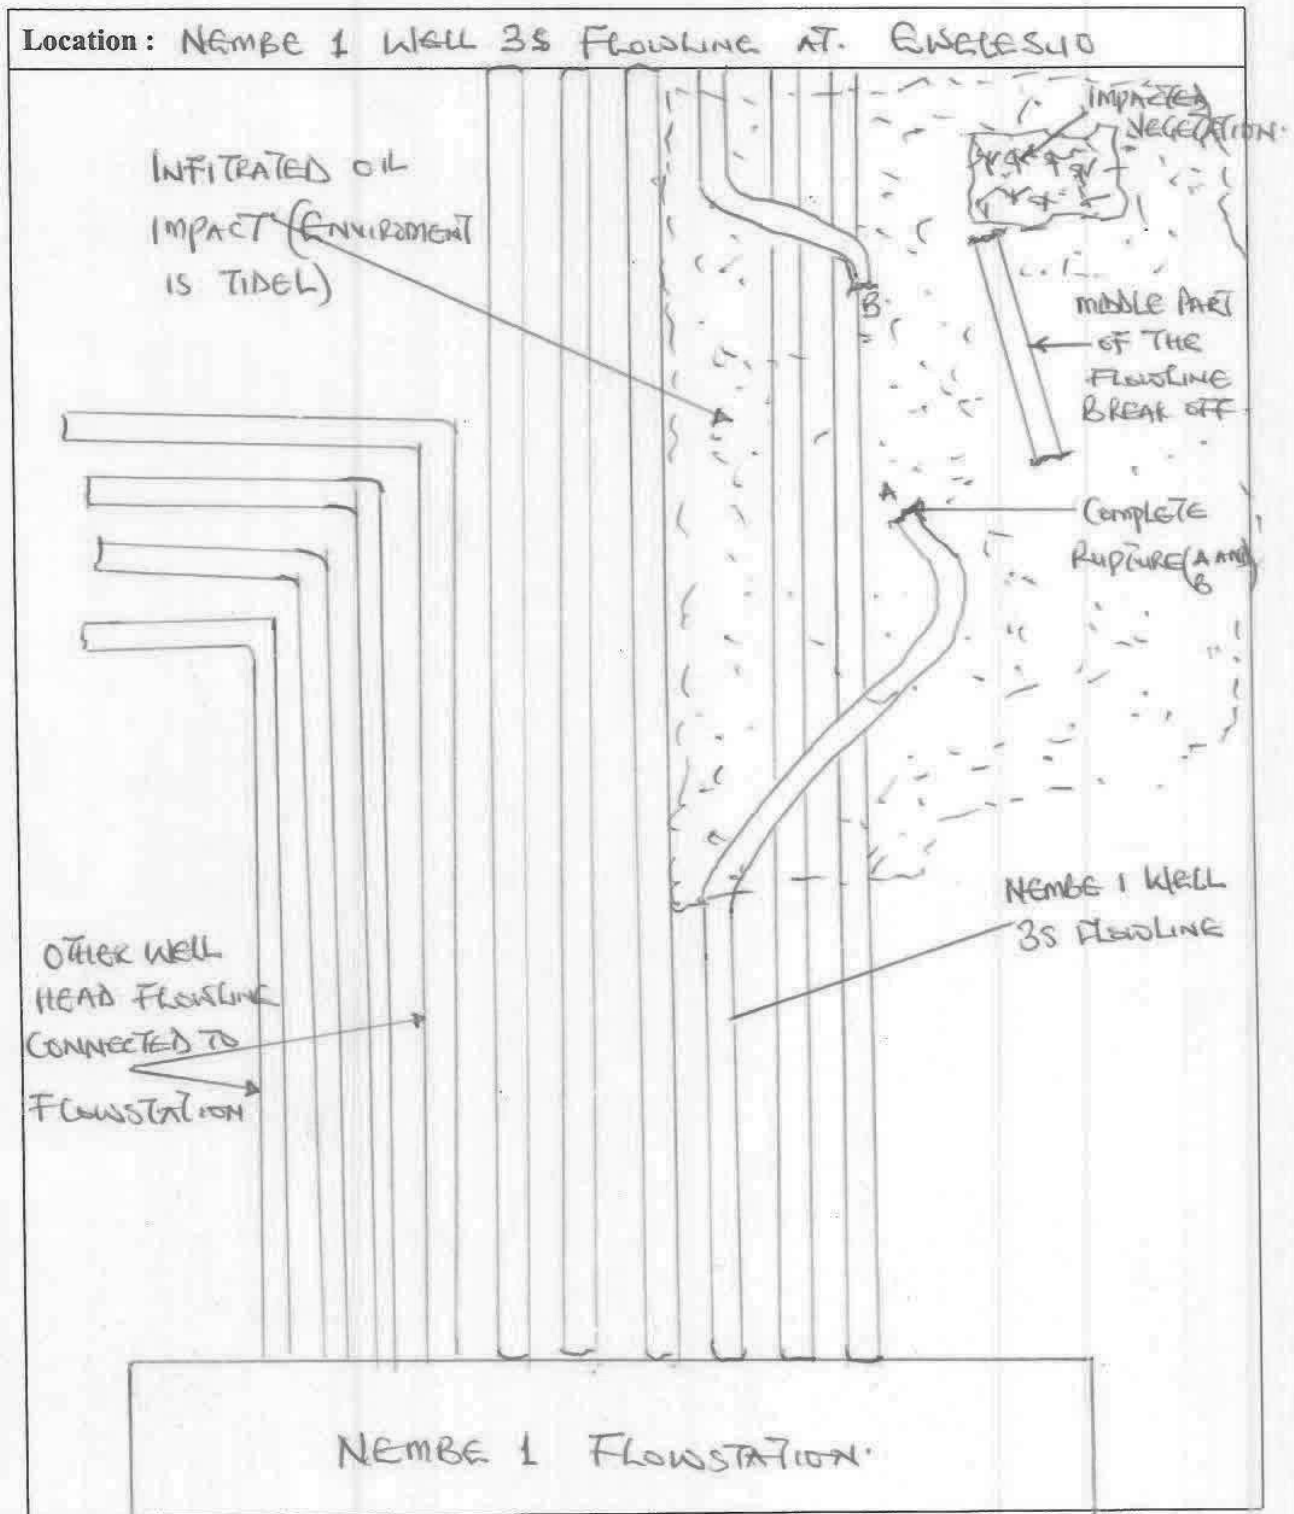 Location : NEMBE 1 WELL 3S FLOWLINE AT. EWELESUO
IMPACTED
VEGETATION.
INFITRATED OIL
IMPACT (ENVIROMENT
IS TIDEL)
B
MIDDLE PART
OF THE
FLOWLINE
BREAK OFF
A
COMPLETE
RUPTURE (A AND
B)
NEMBE 1 WELL
3S FLOWLINE
OTHER WELL
HEAD FLOWLINE
CONNECTED TO
FLOWSTATION
NEMBE 1 FLOWSTATION.